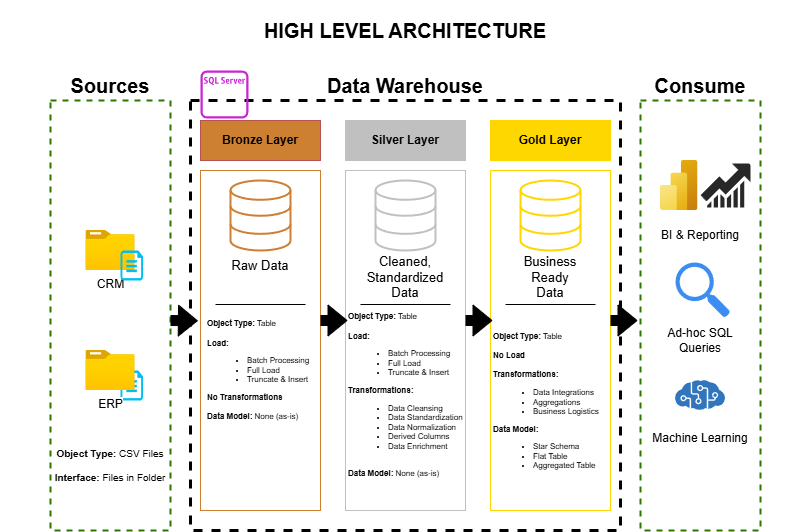 HIGH LEVEL ARCHITECTURE
Sources
CRM
ERP
Object Type: CSV Files
Interface: Files in Folder
SQL Server
Data Warehouse
Bronze Layer
Raw Data
Object Type: Table
Load:
Batch Processing
Full Load
Truncate & Insert
No Transformations
Data Model: None (as-is)
Silver Layer
Cleaned,
Standardized
Data
Object Type: Table
Load:
Batch Processing
Full Load
Truncate & Insert
Transformations:
Data Cleansing
Data Standardization
Data Normalization
Derived Columns
Data Enrichment
Data Model: None (as-is)
Gold Layer
Business
Ready
Data
Object Type: Table
No Load
Transformations:
Data Integrations
Aggregations
Business Logistics
Data Model:
Star Schema
Flat Table
Aggregated Table
Consume
BI & Reporting
Ad-hoc SQL
Queries
Machine Learning